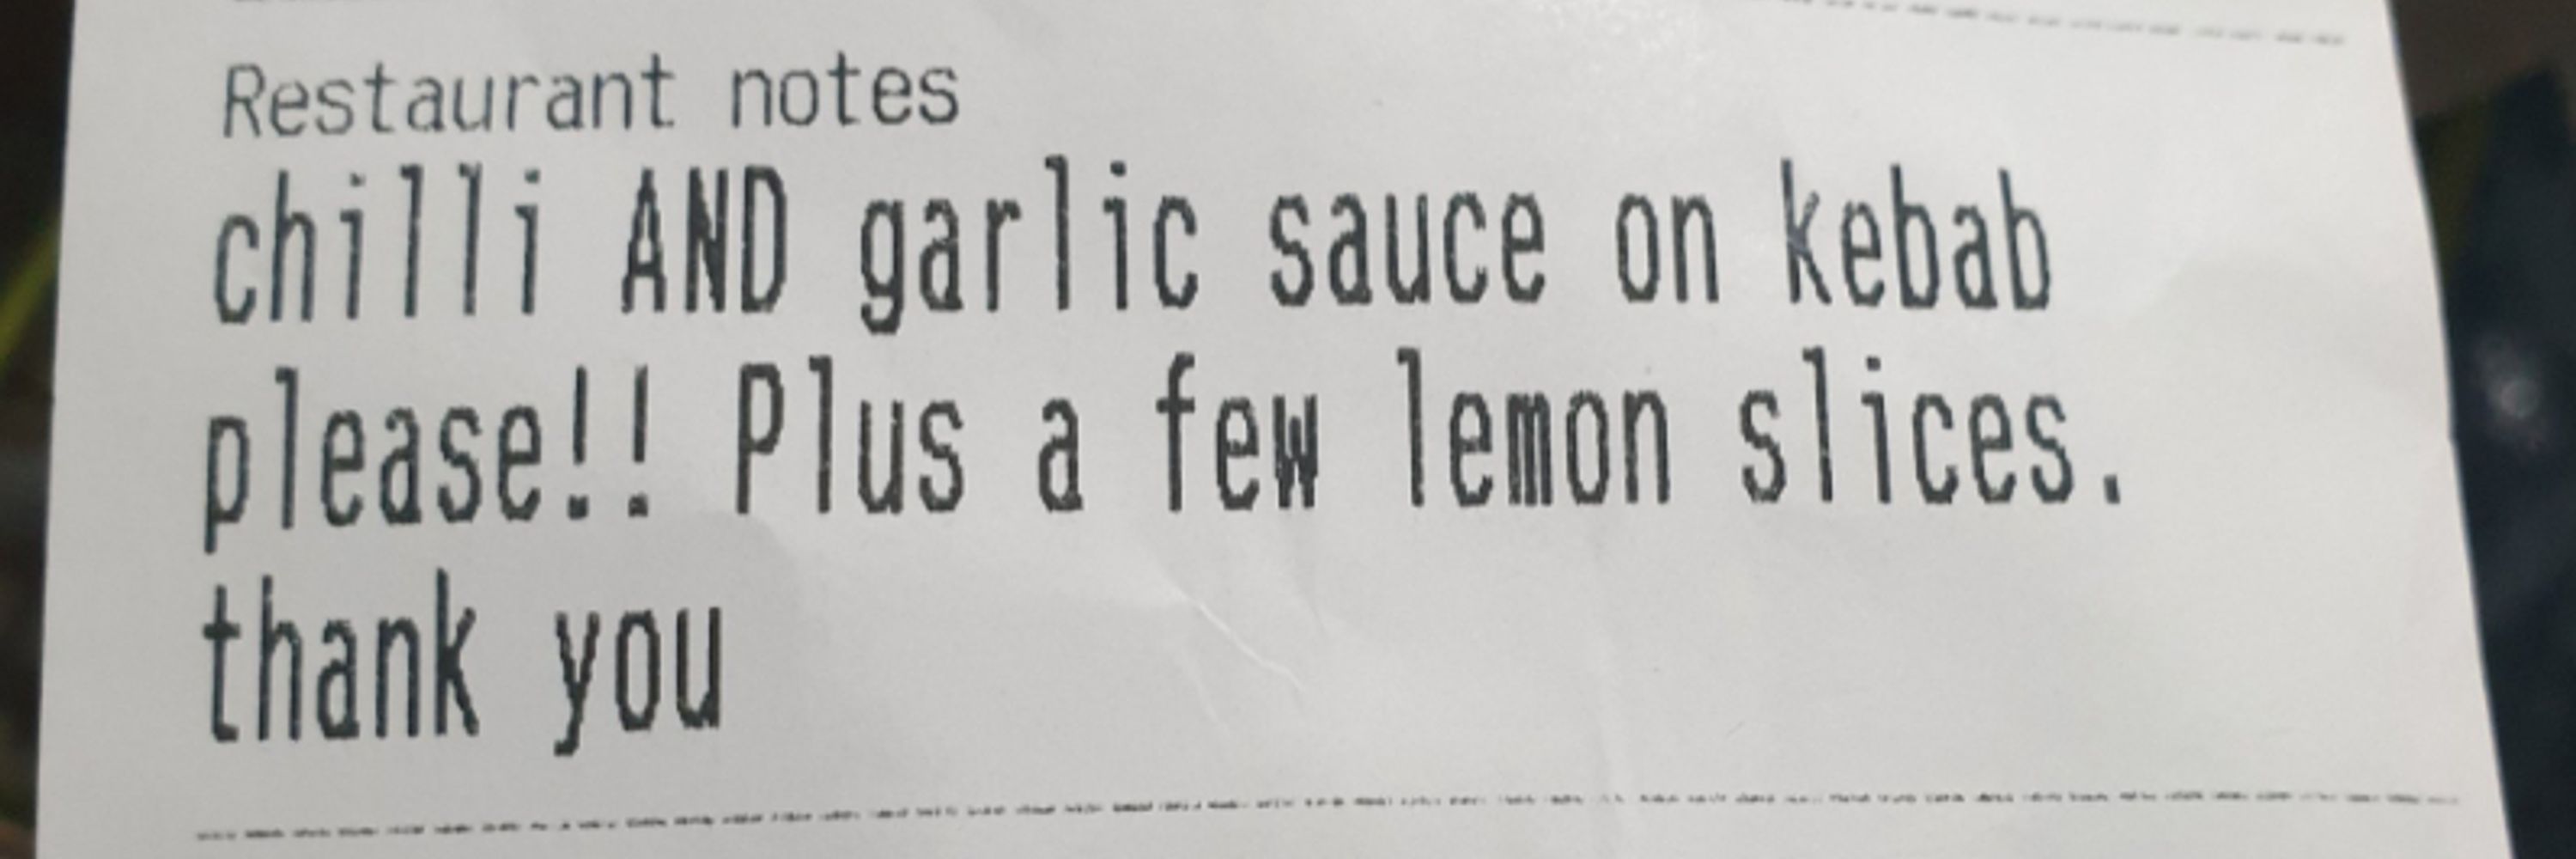 Restaurant notes
chilli AND garlic sauce on kebab
please!! Plus a few lemon slices.
thank you